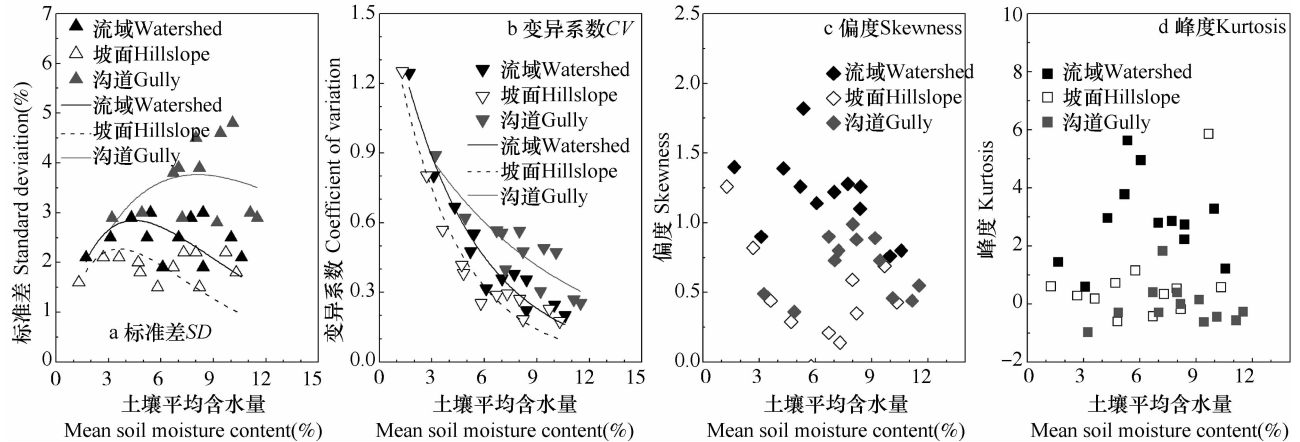 7
6
5
4
3
2
1
0
标准差 Standard deviaition(%)
流域Watershed
坡面Hillslope
沟道Gully
流域Watershed
坡面Hillslope
沟道Gully
a 标准差SD
0 3 6 9 12 15
土壤平均含水量
Mean soil moisture content(%)
1.5
1.2
0.9
0.6
0.3
0.0
变异系数 Coefficient of variation
b 变异系数CV
流域Watershed
坡面Hillslope
沟道Gully
流域Watershed
坡面Hillslope
沟道Gully
0 3 6 9 12 15
土壤平均含水量
Mean soil moisture content(%)
2.5
2.0
1.5
1.0
0.5
0.0
偏度 Skewness
c 偏度Skewness
流域Watershed
坡面Hillslope
沟道Gully
0 3 6 9 12
土壤平均含水量
Mean soil moisture content(%)
10
8
6
4
2
0
−2
峰度 Kurtosis
d 峰度Kurtosis
流域Watershed
坡面Hillslope
沟道Gully
0 3 6 9 12
土壤平均含水量
Mean soil moisture content(%)